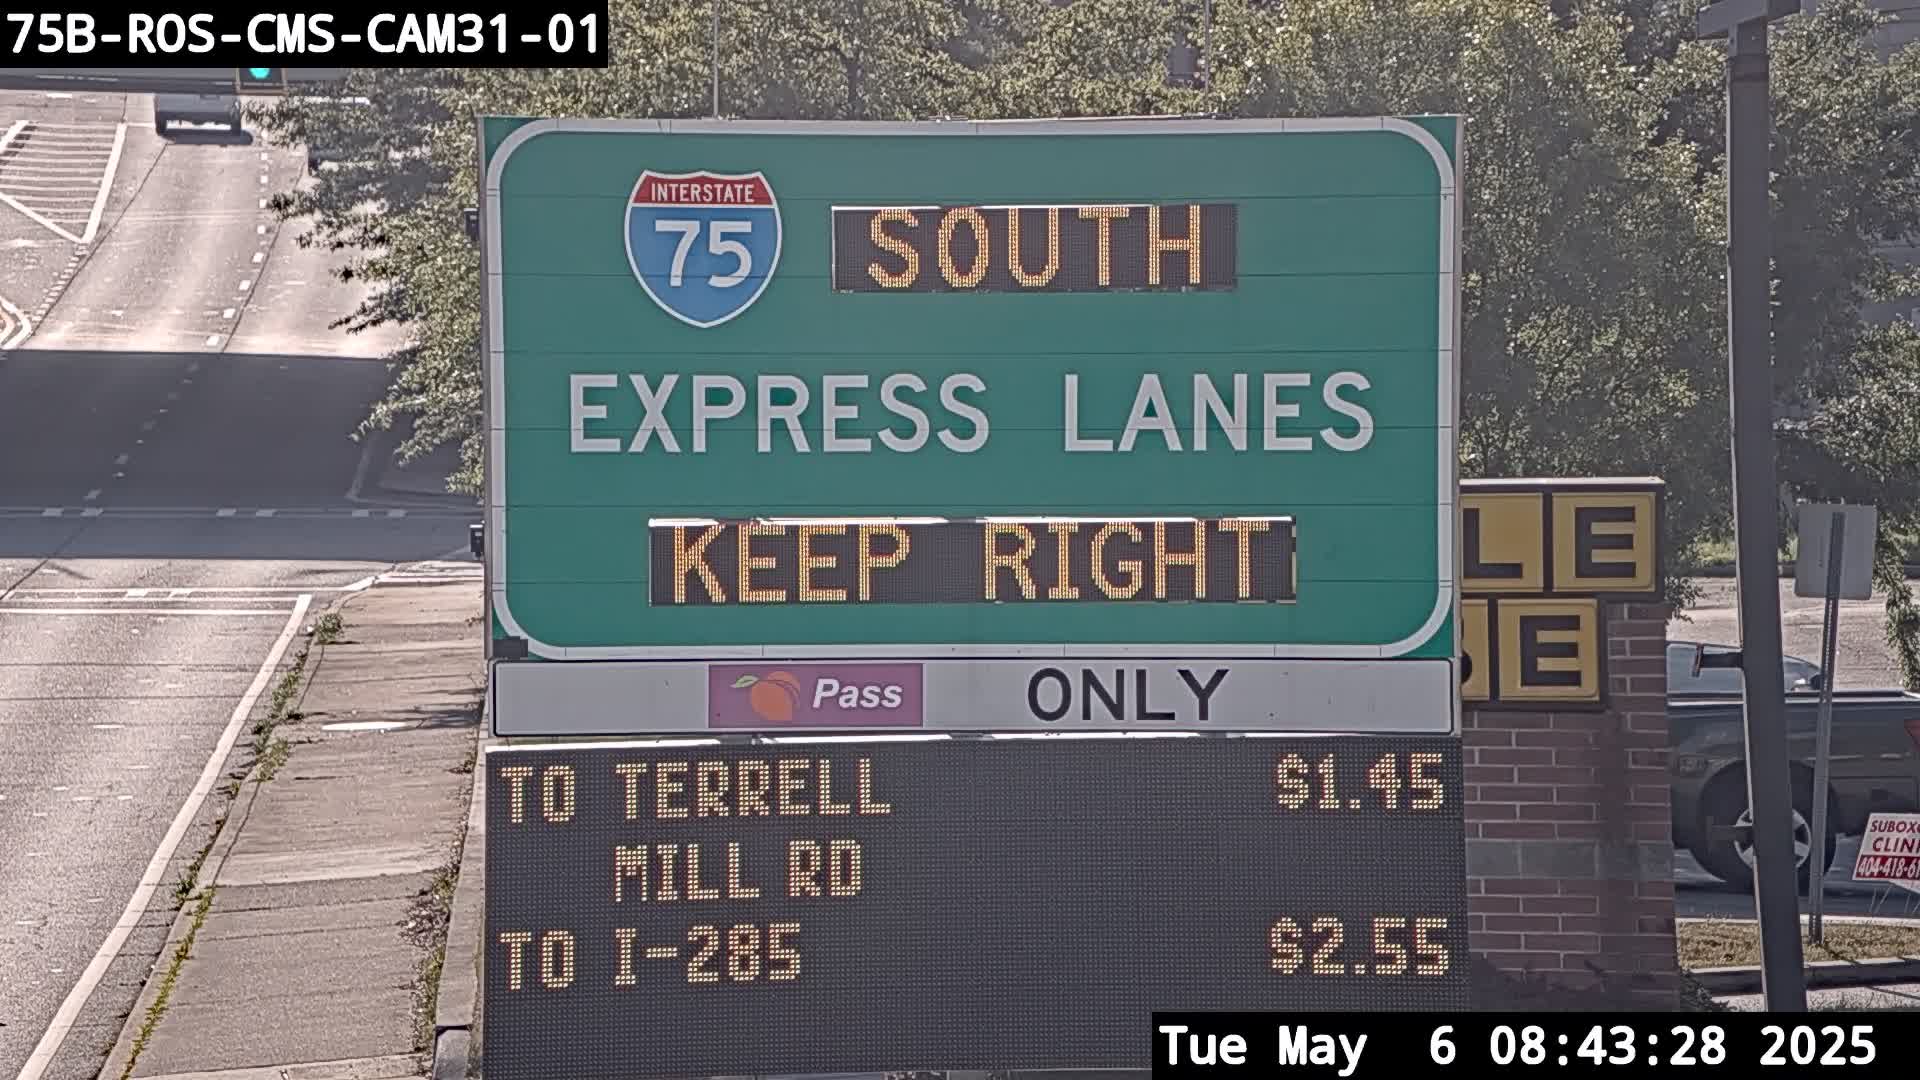 75B-ROS-CMS-CAM31-01
INTERSTATE
75
SOUTH
EXPRESS LANES
KEEP RIGHT
LE
E
Pass ONLY
TO TERRELL $1.45
MILL RD
TO I-285 $2.55
Tue May 6 08:43:28 2025